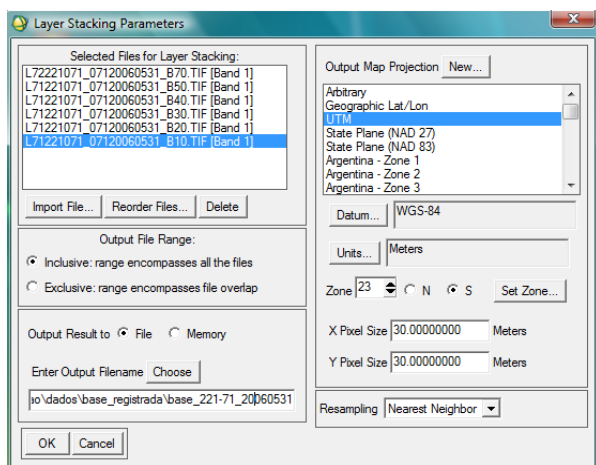 Layer Stacking Parameters
Selected Files for Layer Stacking:
L72221071_07120060531_B70.TIF [Band 1]
L71221071_07120060531_B50.TIF [Band 1]
L71221071_07120060531_B40.TIF [Band 1]
L71221071_07120060531_B30.TIF [Band 1]
L71221071_07120060531_B20.TIF [Band 1]
L71221071_07120060531_B10.TIF [Band 1]
Import File... Reorder Files... Delete
Output File Range:
Inclusive: range encompasses all the files
Exclusive: range encompasses file overlap
Output Result to File Memory
Enter Output Filename Choose
ao\dados\base_registrada\base_221-71_20060531
OK Cancel
Output Map Projection New...
Arbitrary
Geographic Lat/Lon
UTM
State Plane (NAD 27)
State Plane (NAD 83)
Argentina - Zone 1
Argentina - Zone 2
Argentina - Zone 3
Datum... WGS-84
Units... Meters
Zone 23 N S Set Zone...
X Pixel Size 30.00000000 Meters
Y Pixel Size 30.00000000 Meters
Resampling Nearest Neighbor